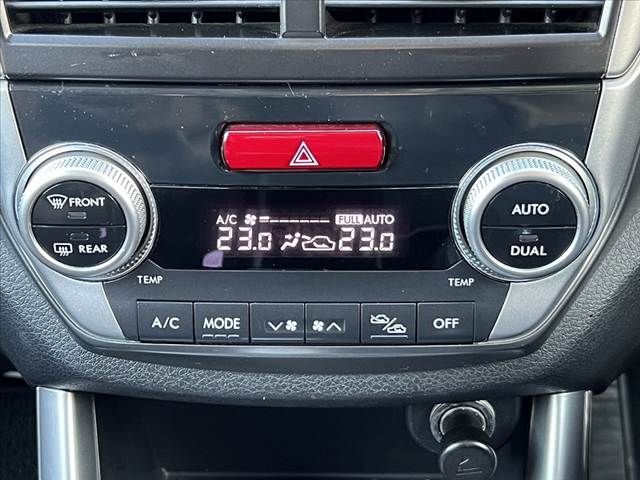 FRONT
REAR
A/C FULL AUTO
23.0 23.0
AUTO
DUAL
TEMP
TEMP
A/C
MODE
OFF